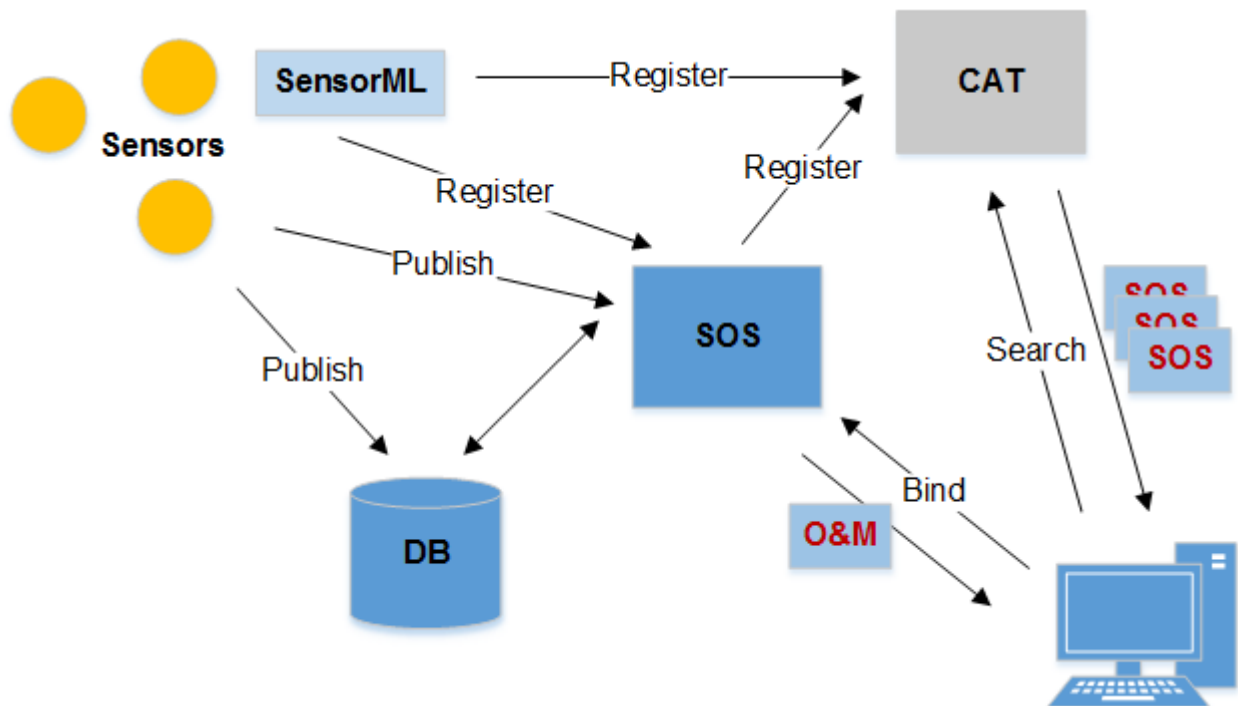 SensorML
Register
CAT
Sensors
Register
Register
Publish
SOS
SOS
SOS
SOS
Search
Publish
Bind
O&M
DB